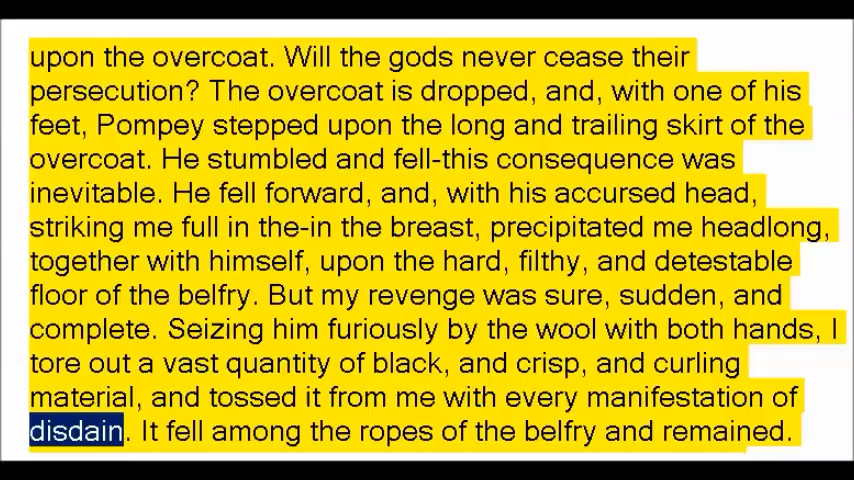 upon the overcoat. Will the gods never cease their
persecution? The overcoat is dropped, and, with one of his
feet, Pompey stepped upon the long and trailing skirt of the
overcoat. He stumbled and fell-this consequence was
inevitable. He fell forward, and, with his accursed head,
striking me full in the-in the breast, precipitated me headlong,
together with himself, upon the hard, filthy, and detestable
floor of the belfry. But my revenge was sure, sudden, and
complete. Seizing him furiously by the wool with both hands, I
tore out a vast quantity of black, and crisp, and curling
material, and tossed it from me with every manifestation of
disdain. It fell among the ropes of the belfry and remained.